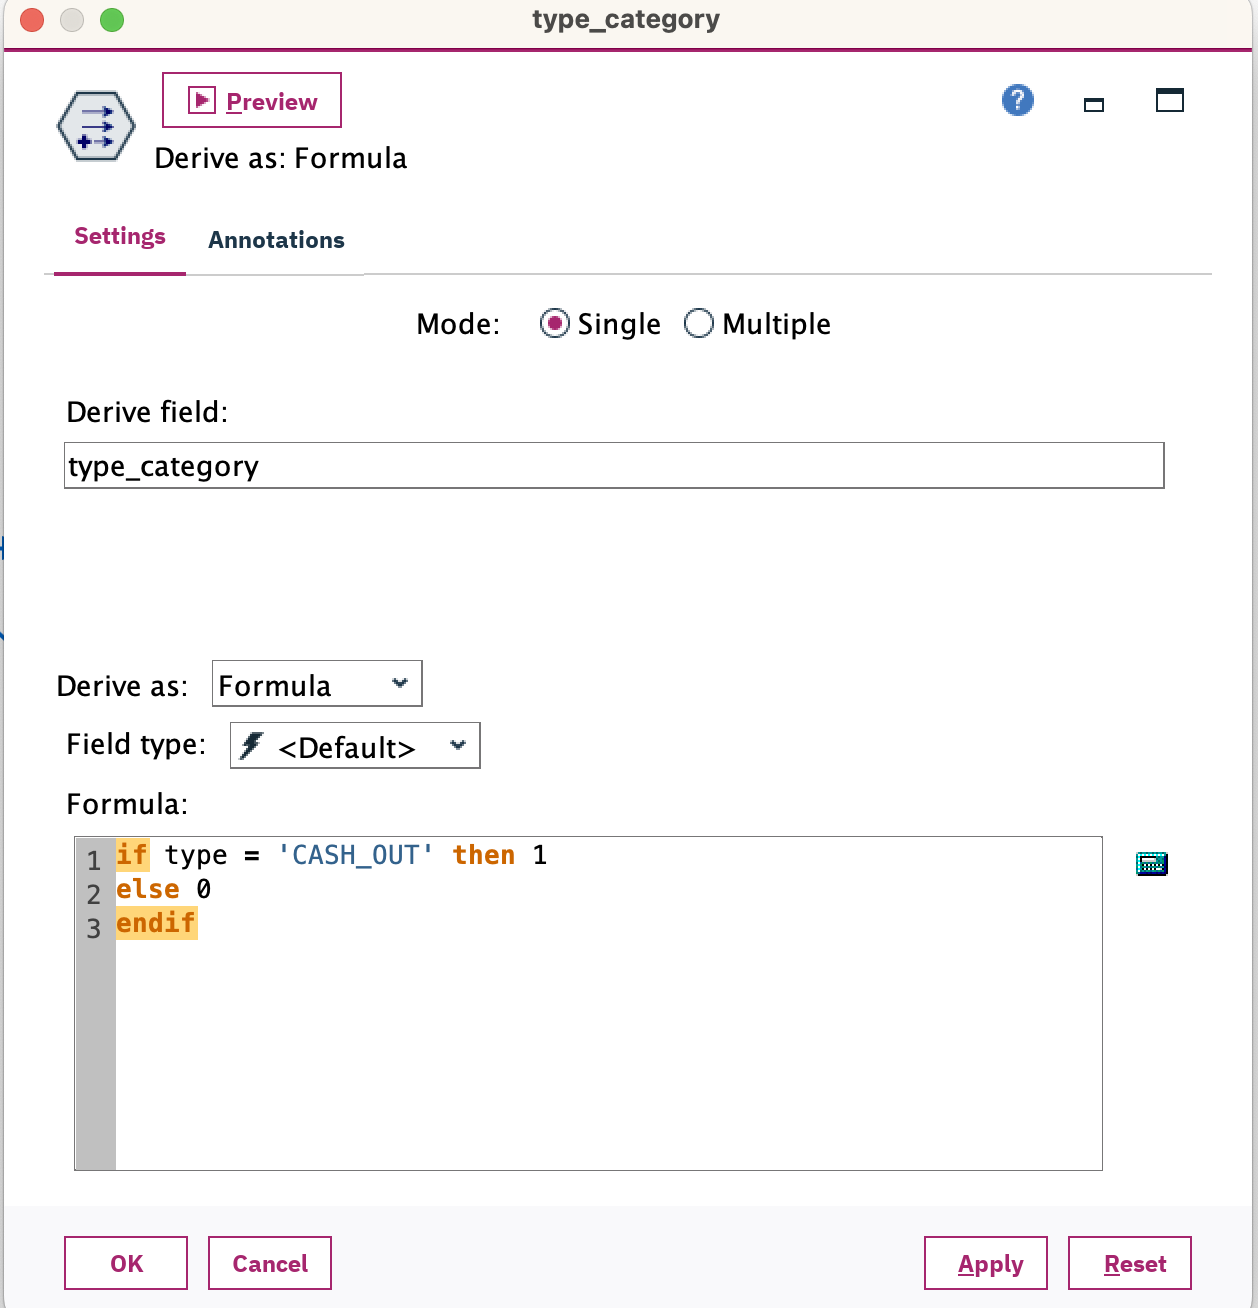 type_category
Preview
?
Derive as: Formula
Settings Annotations
Mode: Single Multiple
Derive field:
type_category
Derive as: Formula
Field type: <Default>
Formula:
1 if type = 'CASH_OUT' then 1
2 else 0
3 endif
OK Cancel Apply Reset